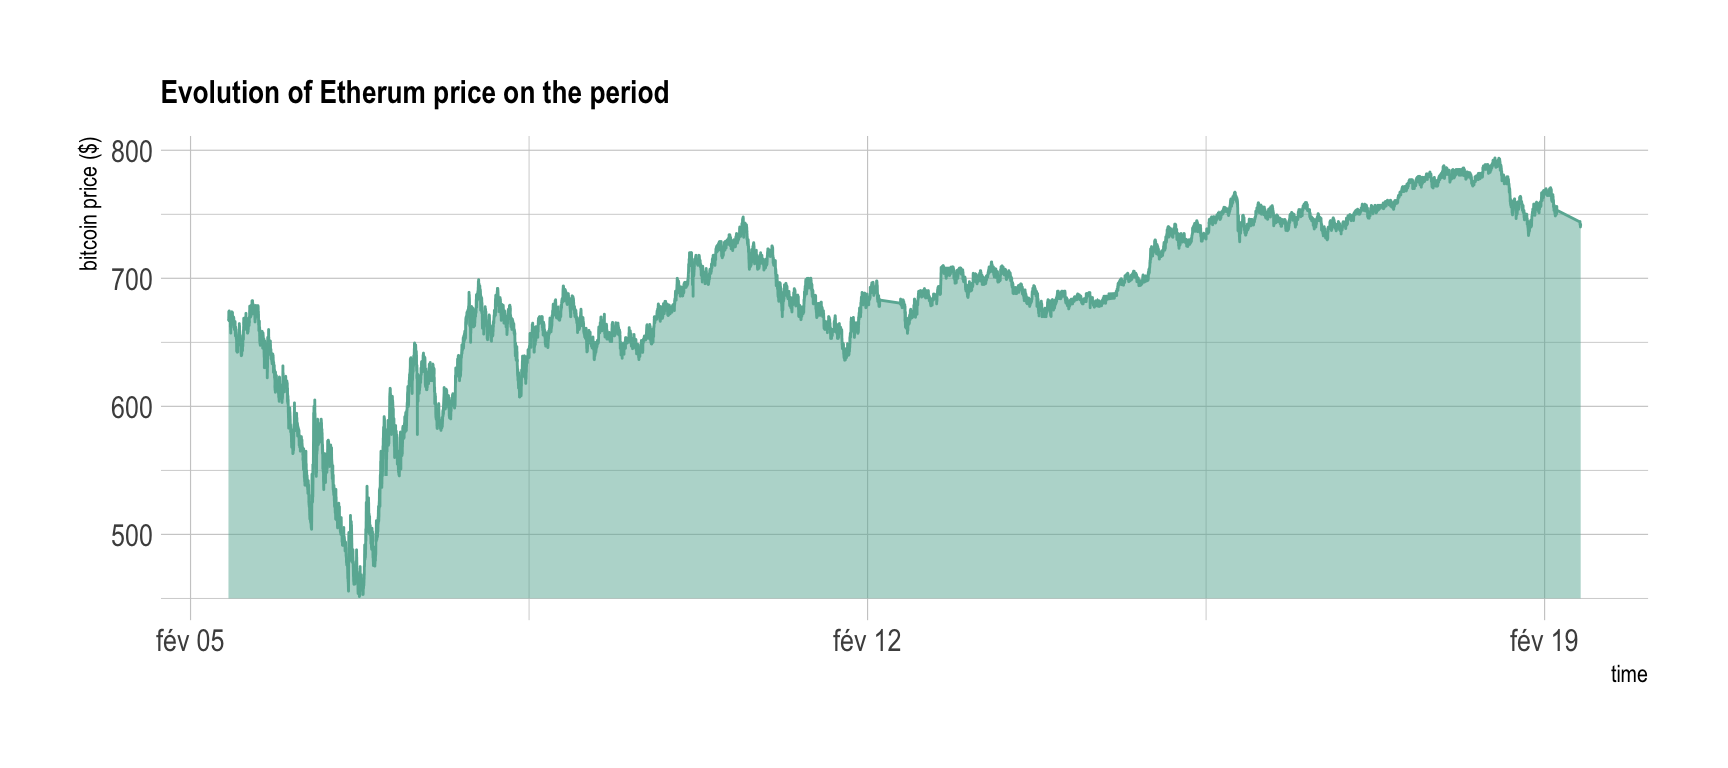 Evolution of Etherum price on the period
bitcoin price ($)
800
700
600
500
fév 05
fév 12
fév 19
time